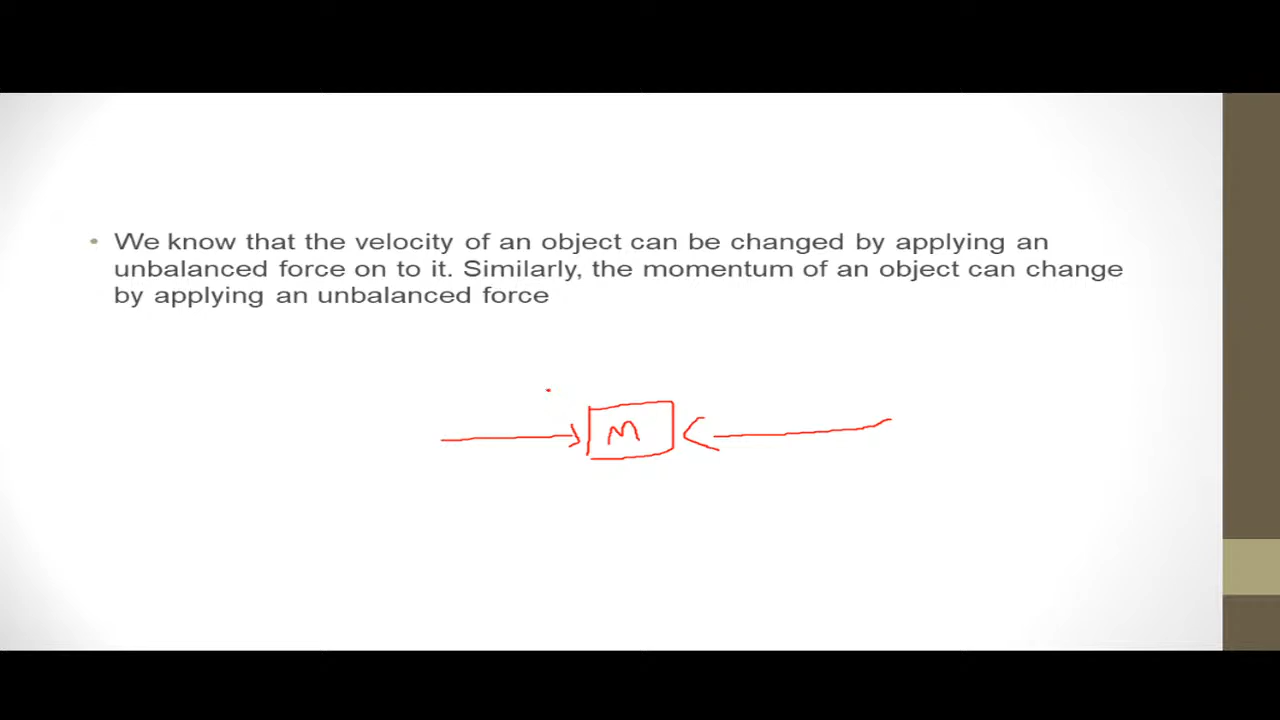 • We know that the velocity of an object can be changed by applying an
unbalanced force on to it. Similarly, the momentum of an object can change
by applying an unbalanced force
M